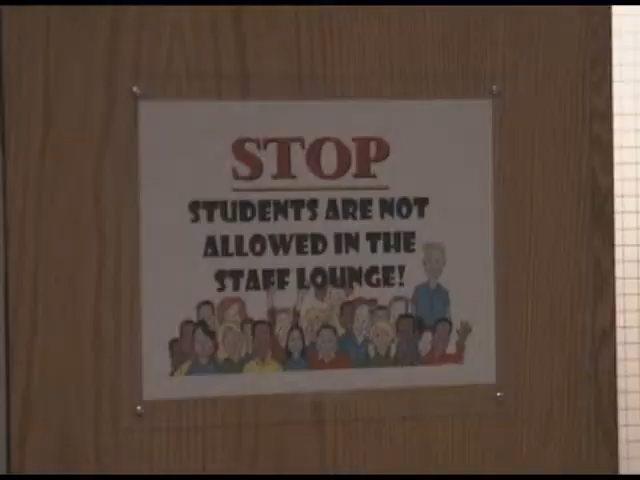 STOP
STUDENTS ARE NOT
ALLOWED IN THE
STAFF LOUNGE!